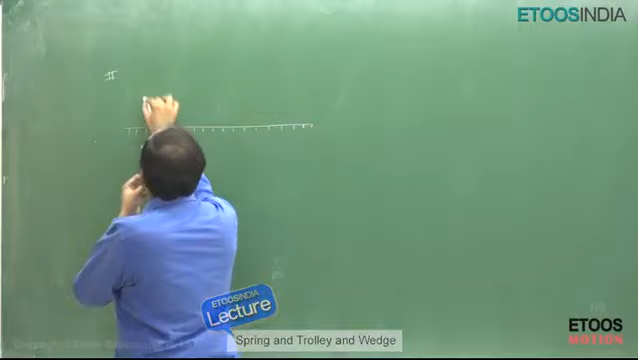 ETOOSINDIA
II
ETOOSINDIA
Lecture
Spring and Trolley and Wedge
ETOOS
MOTION